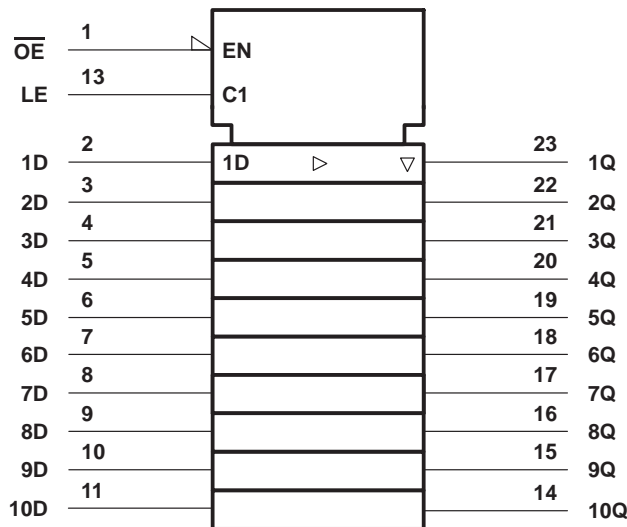 1
O̅E̅ EN
13
LE C1
2 23
1D 1D 1Q
3 22
2D 2Q
4 21
3D 3Q
5 20
4D 4Q
6 19
5D 5Q
7 18
6D 6Q
8 17
7D 7Q
9 16
8D 8Q
10 15
9D 9Q
11 14
10D 10Q